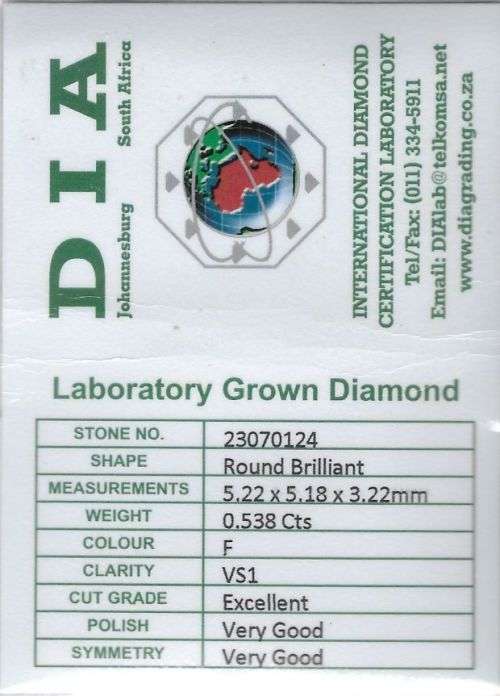 DIA
Johannesburg South Africa
INTERNATIONAL DIAMOND
CERTIFICATION LABORATORY
Tel/Fax: (011) 334-5911
Email: DIAlab@telkomsa.net
www.diagrading.co.za
Laboratory Grown Diamond
STONE NO. 23070124
SHAPE Round Brilliant
MEASUREMENTS 5.22 x 5.18 x 3.22mm
WEIGHT 0.538 Cts
COLOUR F
CLARITY VS1
CUT GRADE Excellent
POLISH Very Good
SYMMETRY Very Good